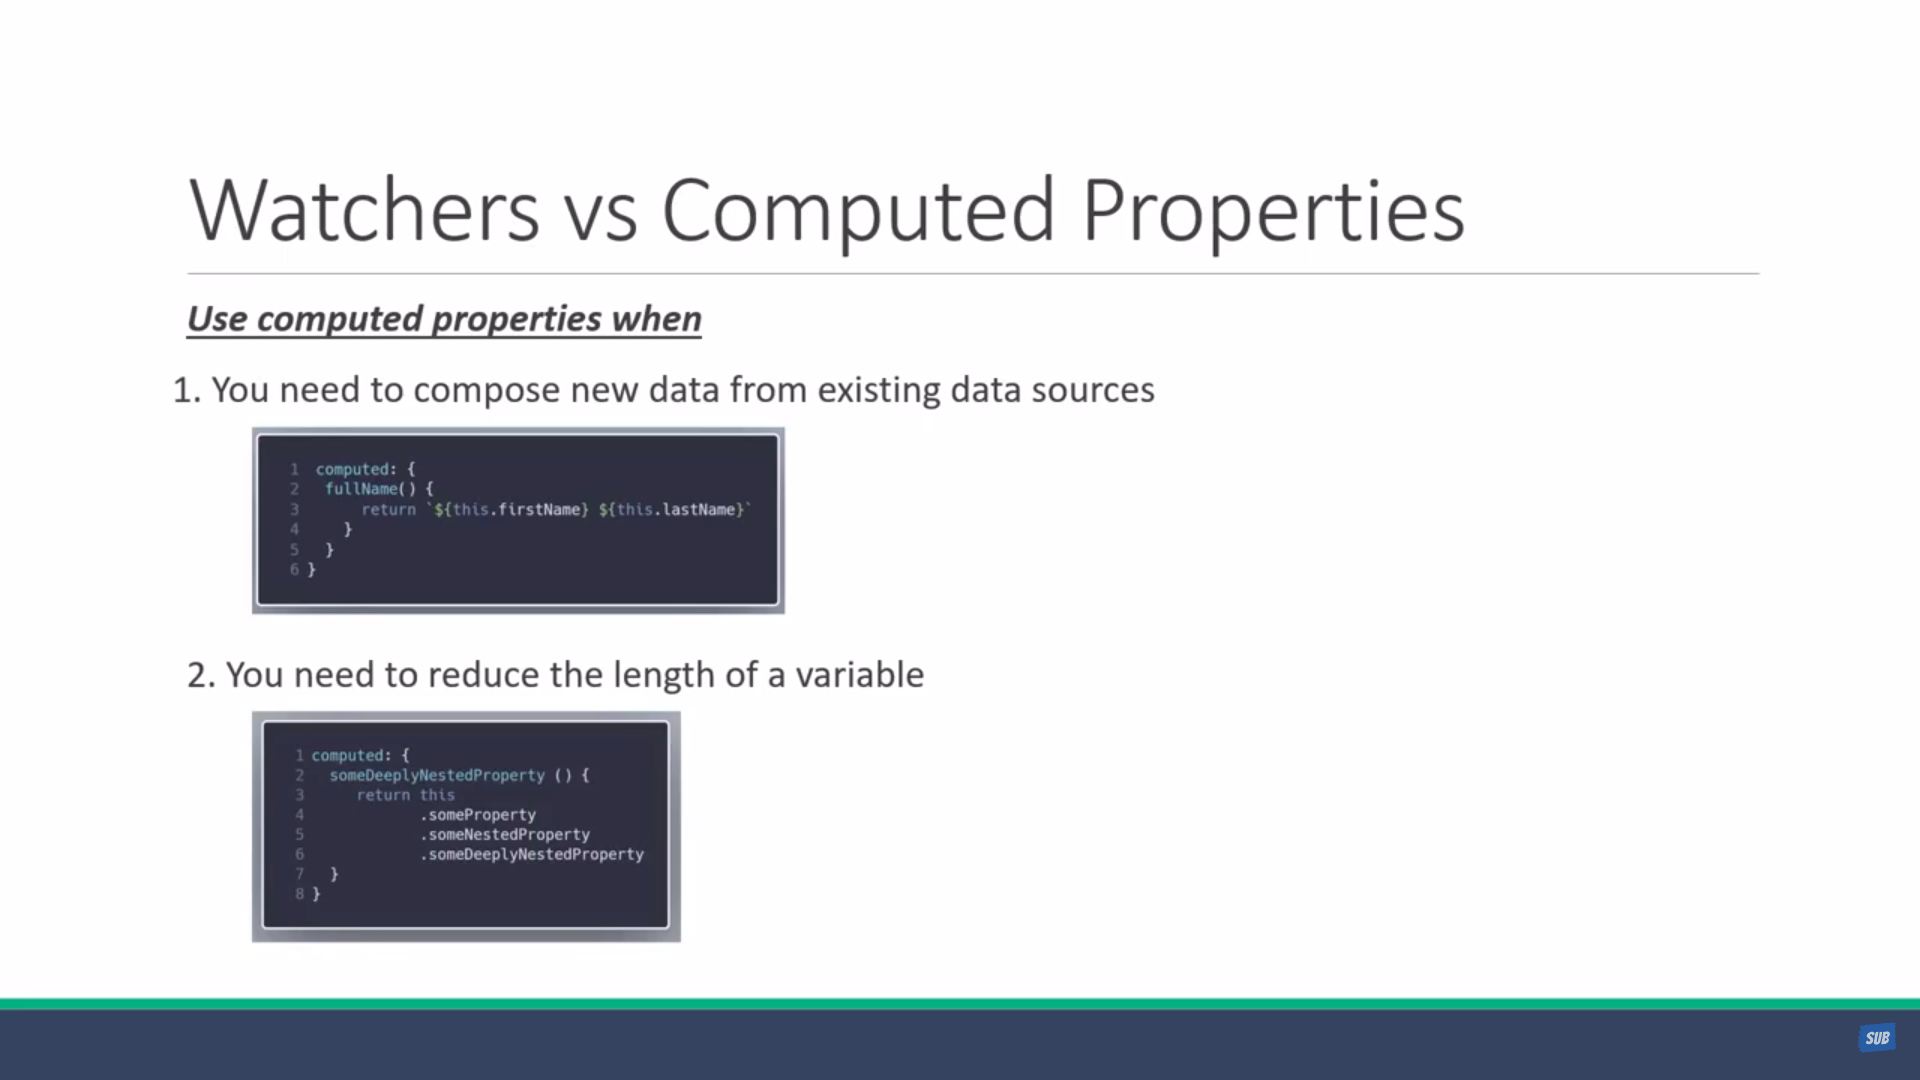 Watchers vs Computed Properties
Use computed properties when
1. You need to compose new data from existing data sources
1 computed: {
2 fullName() {
3 return `${this.firstName} ${this.lastName}`
4 }
5 }
6 }
2. You need to reduce the length of a variable
1 computed: {
2 someDeeplyNestedProperty () {
3 return this
4 .someProperty
5 .someNestedProperty
6 .someDeeplyNestedProperty
7 }
8 }
SUB